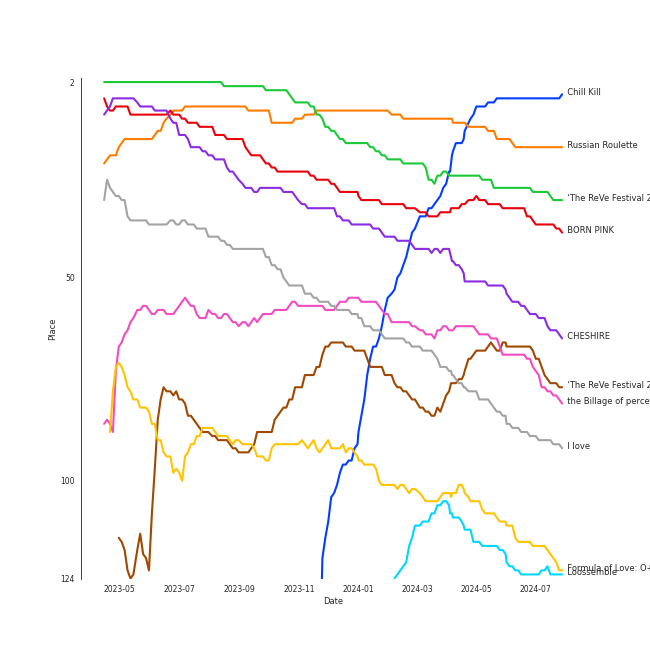 2
50
100
124
Place
2023-05
2023-07
2023-09
2023-11
2024-01
2024-03
2024-05
2024-07
Date
Chill Kill
Russian Roulette
'The ReVe Festival 2
BORN PINK
CHESHIRE
'The ReVe Festival 2
the Billage of perce
I love
Formula of Love: O+
Loossemble